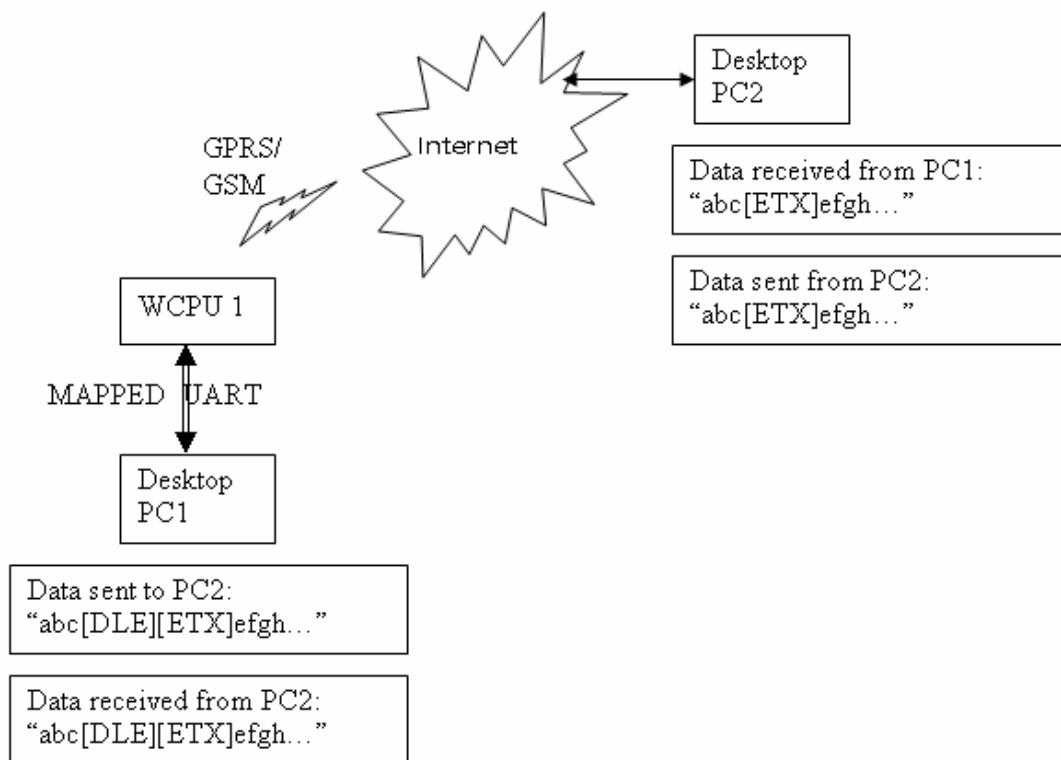 Desktop
PC2
GPRS/
GSM
Internet
Data received from PC1:
“abc[ETX]efgh…”
Data sent from PC2:
“abc[ETX]efgh…”
WCPU 1
MAPPED UART
Desktop
PC1
Data sent to PC2:
“abc[DLE][ETX]efgh…”
Data received from PC2:
“abc[DLE][ETX]efgh…”